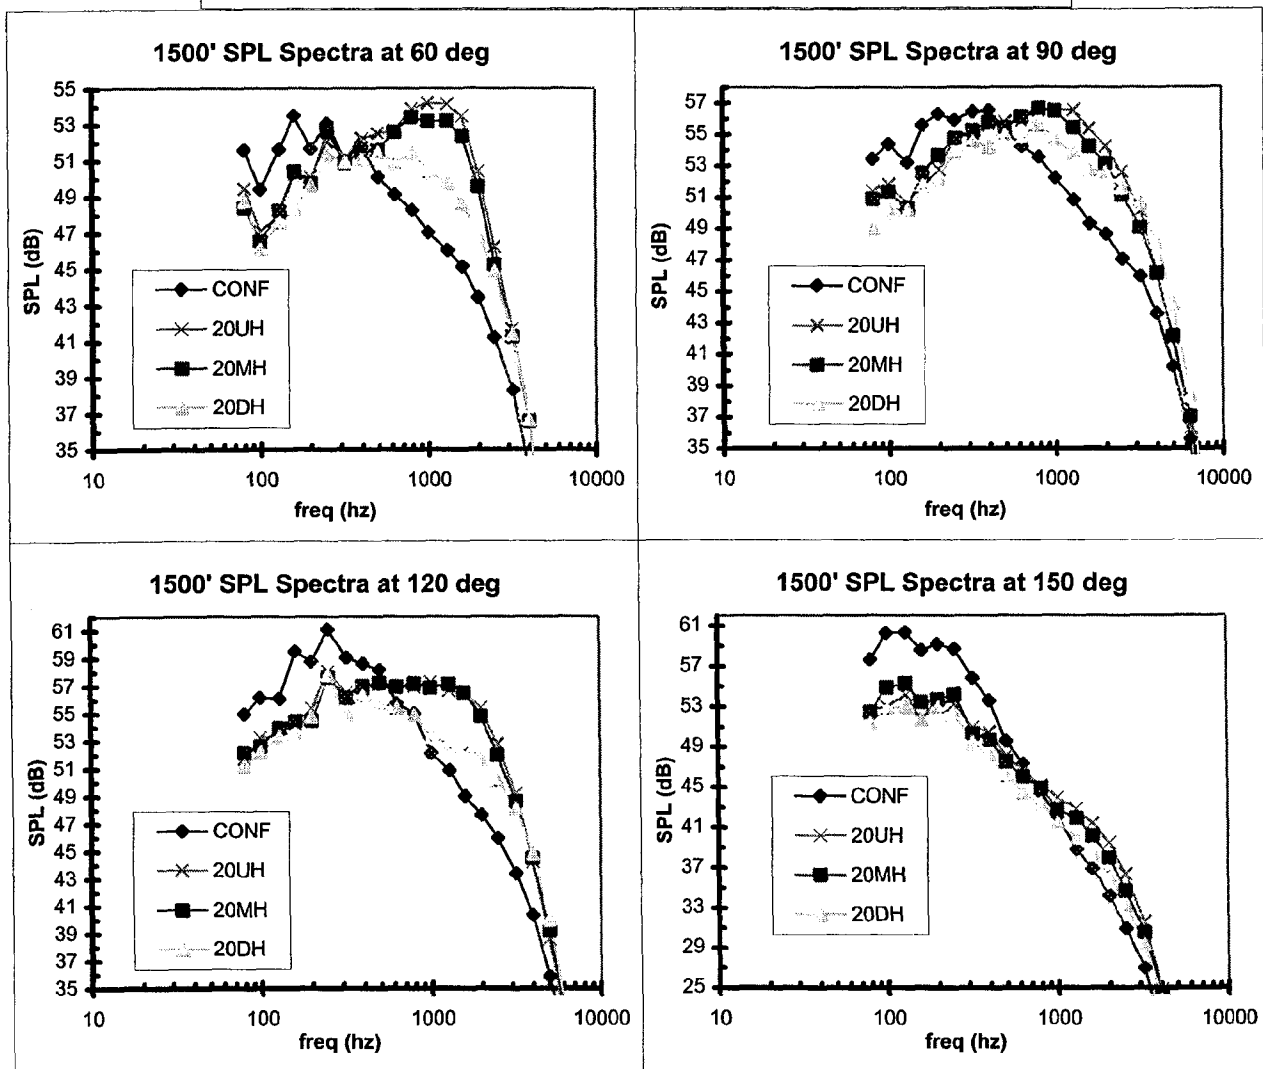 1500' SPL Spectra at 60 deg
55
53
51
49
47
45
43
41
39
37
35
SPL (dB)
CONF
20UH
20MH
20DH
10
100
1000
10000
freq (hz)
1500' SPL Spectra at 90 deg
57
55
53
51
49
47
45
43
41
39
37
35
SPL (dB)
CONF
20UH
20MH
20DH
10
100
1000
10000
freq (hz)
1500' SPL Spectra at 120 deg
61
59
57
55
53
51
49
47
45
43
41
39
37
35
SPL (dB)
CONF
20UH
20MH
20DH
10
100
1000
10000
freq (hz)
1500' SPL Spectra at 150 deg
61
57
53
49
45
41
37
33
29
25
SPL (dB)
CONF
20UH
20MH
20DH
10
100
1000
10000
freq (hz)